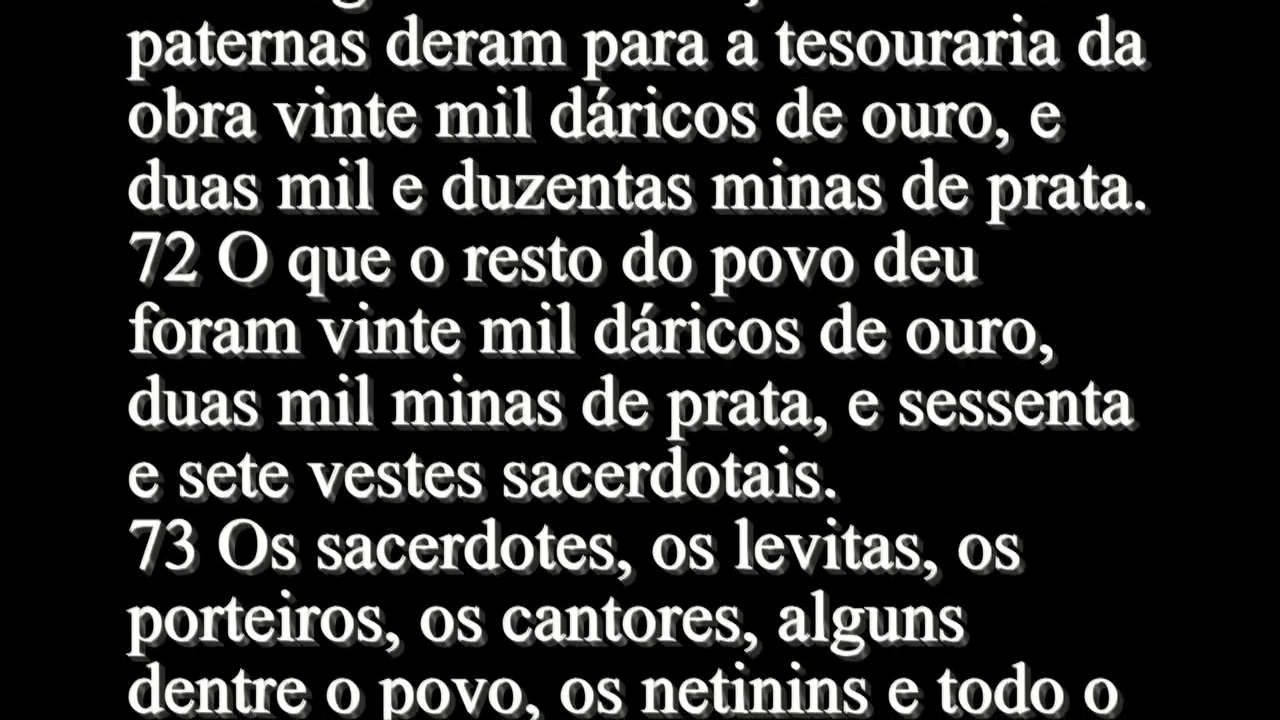 paternas deram para a tesouraria da
obra vinte mil dáricos de ouro, e
duas mil e duzentas minas de prata.
72 O que o resto do povo deu
foram vinte mil dáricos de ouro,
duas mil minas de prata, e sessenta
e sete vestes sacerdotais.
73 Os sacerdotes, os levitas, os
porteiros, os cantores, alguns
dentre o povo, os netinins e todo o